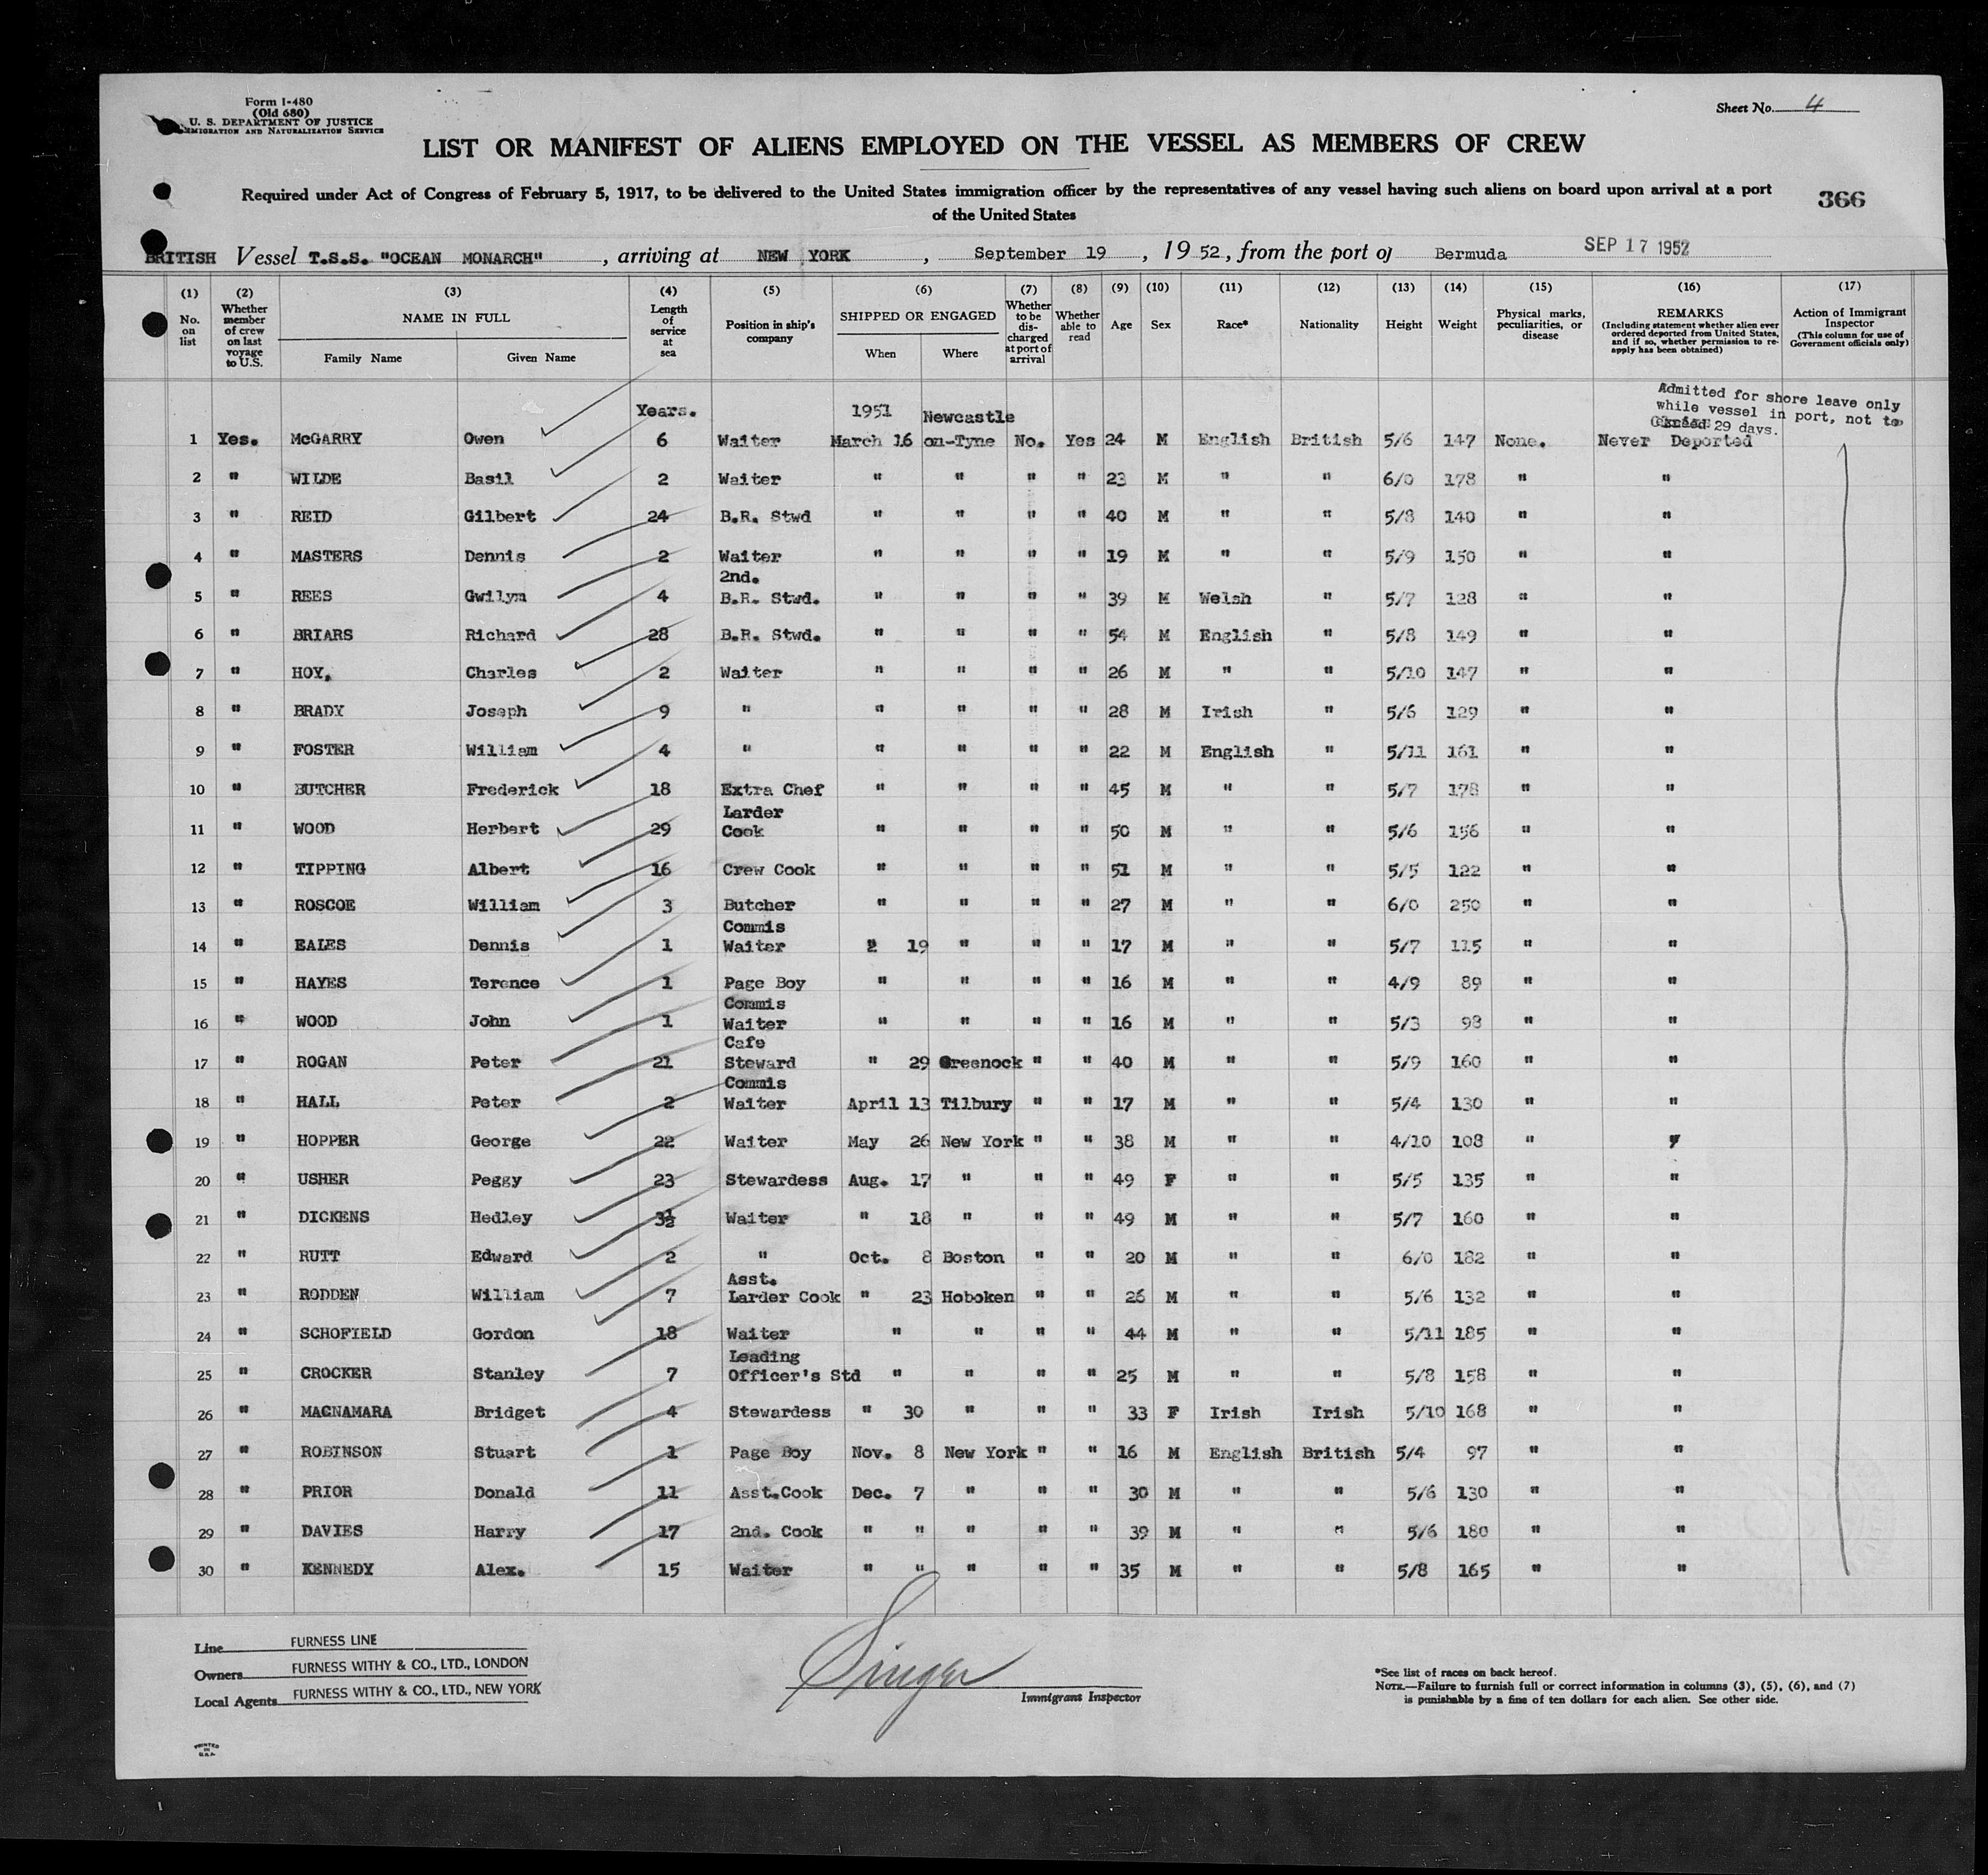 Form I-480
(Old 680)
U. S. DEPARTMENT OF JUSTICE
IMMIGRATION AND NATURALIZATION SERVICE
Sheet No. 4
LIST OR MANIFEST OF ALIENS EMPLOYED ON THE VESSEL AS MEMBERS OF CREW
Required under Act of Congress of February 5, 1917, to be delivered to the United States immigration officer by the representatives of any vessel having such aliens on board upon arrival at a port
of the United States
366
BRITISH Vessel T.S.S. "OCEAN MONARCH", arriving at NEW YORK, September 19, 1952, from the port of Bermuda SEP 17 1952
(1) No. on list
(2) Whether member of crew on last voyage to U.S.
(3) NAME IN FULL Family Name Given Name
(4) Length of service at sea
(5) Position in ship's company
(6) SHIPPED OR ENGAGED When Where
(7) Whether to be discharged at port of arrival
(8) Whether able to read
(9) Age
(10) Sex
(11) Race*
(12) Nationality
(13) Height
(14) Weight
(15) Physical marks, peculiarities, or disease
(16) REMARKS (Including statement whether alien ever ordered deported from United States, and if so, whether permission to re-apply has been obtained)
(17) Action of Immigrant Inspector (This column for use of Government officials only)
Admitted for shore leave only
while vessel in port, not to
exceed 29 days.
Years. 1951 Newcastle
1 Yes. McGARRY Owen 6 Waiter March 16 on-Tyne No. Yes 24 M English British 5/6 147 None. Never Deported
2 " WILDE Basil 2 Waiter " " " " 23 M " " 6/0 178 " "
3 " REID Gilbert 24 B.R. Stwd " " " " 40 M " " 5/8 140 " "
4 " MASTERS Dennis 2 Waiter " " " " 19 M " " 5/9 150 " "
2nd.
5 " REES Gwilym 4 B.R. Stwd. " " " " 39 M Welsh " 5/7 128 " "
6 " BRIARS Richard 28 B.R. Stwd. " " " " 54 M English " 5/8 149 " "
7 " HOY. Charles 2 Waiter " " " " 26 M " " 5/10 147 " "
8 " BRADY Joseph 9 " " " " " 28 M Irish " 5/6 129 " "
9 " FOSTER William 4 " " " " " 22 M English " 5/11 161 " "
10 " BUTCHER Frederick 18 Extra Chef " " " " 45 M " " 5/7 178 " "
Larder
11 " WOOD Herbert 29 Cook " " " " 50 M " " 5/6 156 " "
12 " TIPPING Albert 16 Crew Cook " " " " 51 M " " 5/5 122 " "
13 " ROSCOE William 3 Butcher " " " " 27 M " " 6/0 250 " "
Commis
14 " EALES Dennis 1 Waiter " 19 " " " 17 M " " 5/7 115 " "
15 " HAYES Terence 1 Page Boy " " " " 16 M " " 4/9 89 " "
Commis
16 " WOOD John 1 Waiter " " " " 16 M " " 5/3 98 " "
Cafe
17 " ROGAN Peter 21 Steward " 29 Greenock " " 40 M " " 5/9 160 " "
Commis
18 " HALL Peter 2 Waiter April 13 Tilbury " " 17 M " " 5/4 130 " "
19 " HOPPER George 22 Waiter May 26 New York " " 38 M " " 4/10 108 " "
20 " USHER Peggy 23 Stewardess Aug. 17 " " " 49 F " " 5/5 135 " "
21 " DICKENS Hedley 3½ Waiter " 18 " " " 49 M " " 5/7 160 " "
22 " RUTT Edward 2 " Oct. 8 Boston " " 20 M " " 6/0 182 " "
Asst.
23 " RODDEN William 7 Larder Cook " 23 Hoboken " " 26 M " " 5/6 132 " "
24 " SCHOFIELD Gordon 18 Waiter " " " " 44 M " " 5/11 185 " "
Leading
25 " CROCKER Stanley 7 Officer's Std " " " " 25 M " " 5/8 158 " "
26 " MACNAMARA Bridget 4 Stewardess " 30 " " " 33 F Irish Irish 5/10 168 " "
27 " ROBINSON Stuart 1 Page Boy Nov. 8 New York " " 16 M English British 5/4 97 " "
28 " PRIOR Donald 11 Asst.Cook Dec. 7 " " " 30 M " " 5/6 130 " "
29 " DAVIES Harry 17 2nd. Cook " " " " " 39 M " " 5/6 180 " "
30 " KENNEDY Alex. 15 Waiter " " " " " 35 M " " 5/8 165 " "
Line FURNESS LINE
Owners FURNESS WITHY & CO., LTD., LONDON
Local Agents FURNESS WITHY & CO., LTD., NEW YORK
Singer
Immigrant Inspector
*See list of races on back hereof.
NOTE.—Failure to furnish full or correct information in columns (3), (5), (6), and (7)
is punishable by a fine of ten dollars for each alien. See other side.
PRINTED
IN
U.S.A.